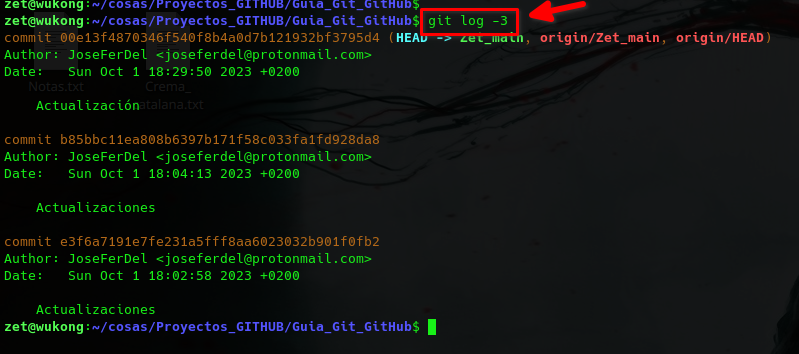 zet@wukong:~/cosas/Proyectos_GITHUB/Guia_Git_GitHub$
zet@wukong:~/cosas/Proyectos_GITHUB/Guia_Git_GitHub$ git log -3
commit 00e13f4870346f540f8b4a0d7b121932bf3795d4 (HEAD -> Zet_main, origin/Zet_main, origin/HEAD)
Author: JoseFerDel <joseferdel@protonmail.com>
Date:   Sun Oct 1 18:29:50 2023 +0200
Notas.txt
Crema_
atalana.txt
    Actualización
commit b85bbc11ea808b6397b171f58c033fa1fd928da8
Author: JoseFerDel <joseferdel@protonmail.com>
Date:   Sun Oct 1 18:04:13 2023 +0200
    Actualizaciones
commit e3f6a7191e7fe231a5fff8aa6023032b901f0fb2
Author: JoseFerDel <joseferdel@protonmail.com>
Date:   Sun Oct 1 18:02:58 2023 +0200
    Actualizaciones
zet@wukong:~/cosas/Proyectos_GITHUB/Guia_Git_GitHub$